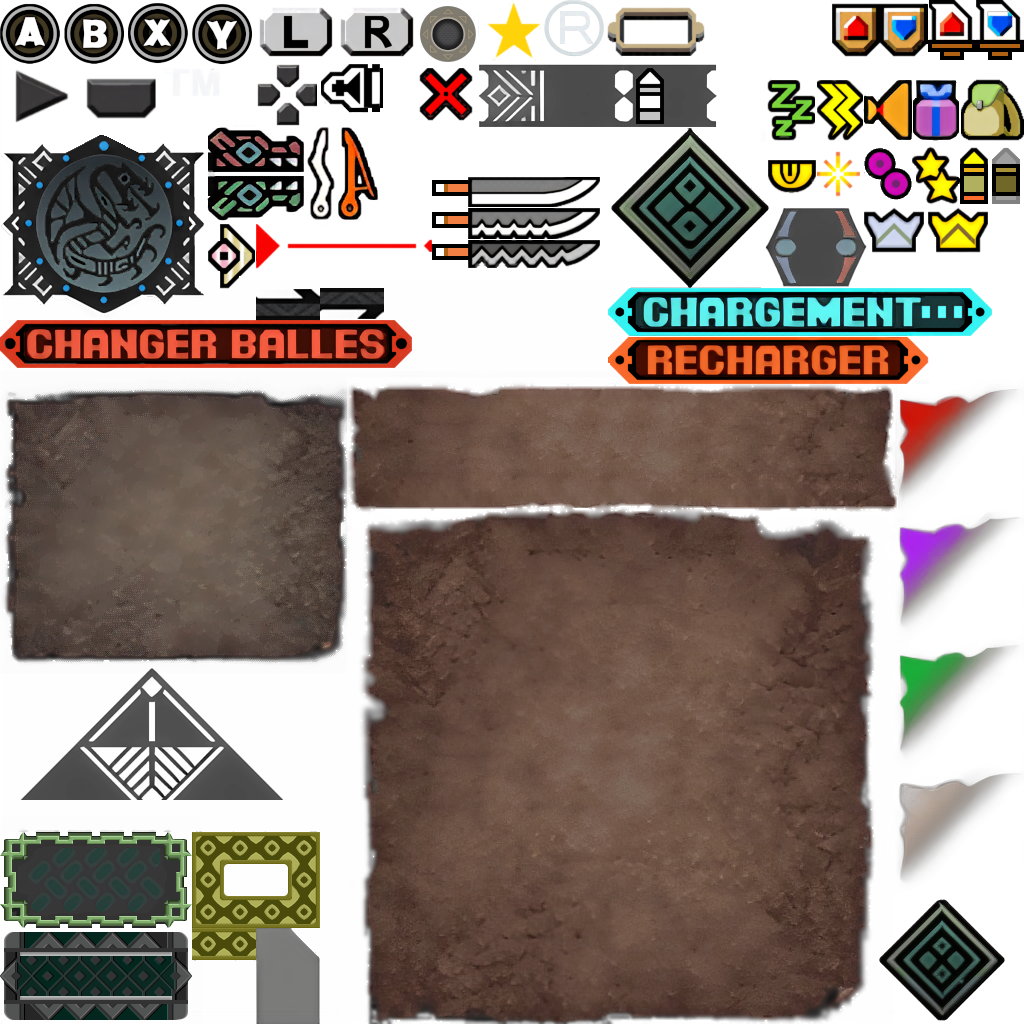 A B X Y L R ®
TM
Z Z Z
CHARGEMENT...
CHANGER BALLES
RECHARGER